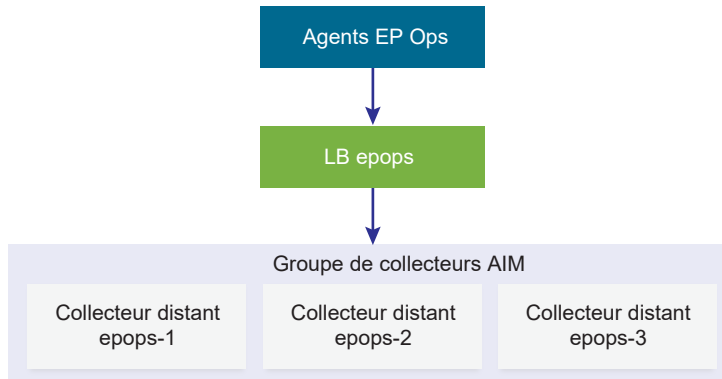 Agents EP Ops
LB epops
Groupe de collecteurs AIM
Collecteur distant
epops-1
Collecteur distant
epops-2
Collecteur distant
epops-3